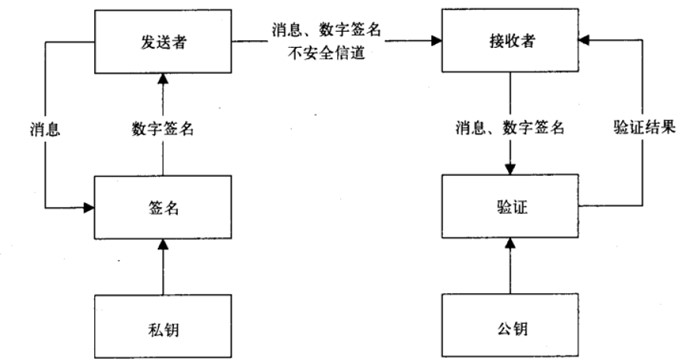 发送者
消息、数字签名
不安全信道
接收者
消息
数字签名
消息、数字签名
验证结果
签名
验证
私钥
公钥